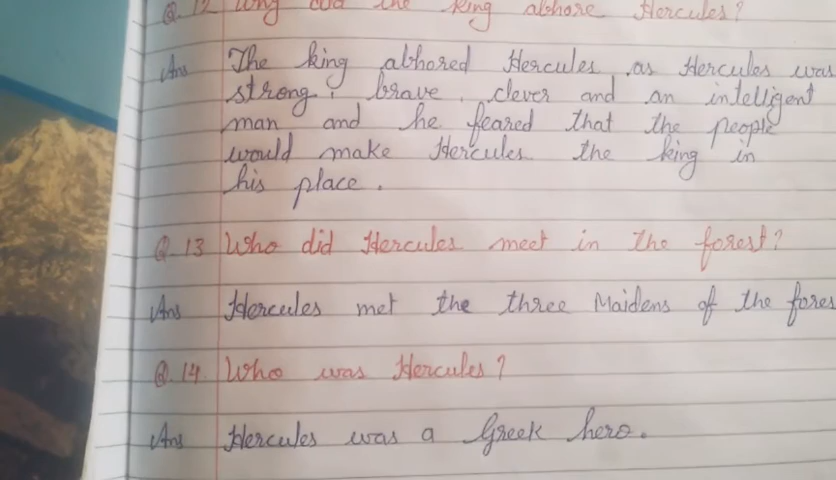 Q.12 Why did the king abhore Hercules?
Ans The king abhored Hercules as Hercules was
strong, brave, clever and an intelligent
man and he feared that the people
would make Hercules the king in
his place.
Q.13 Who did Hercules meet in the forest?
Ans Hercules met the three Maidens of the fores
Q.14. Who was Hercules?
Ans Hercules was a Greek hero.